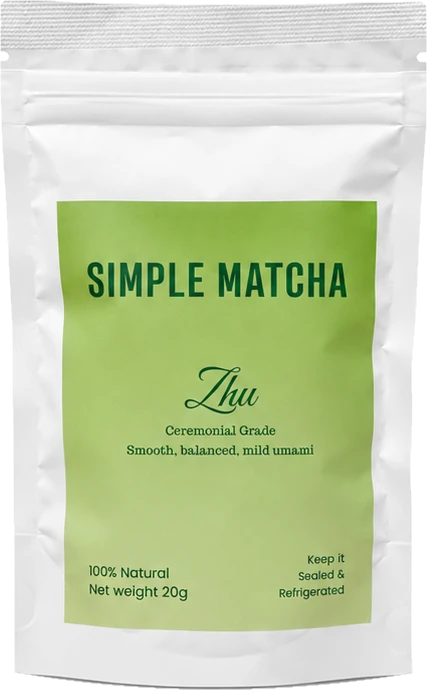 SIMPLE MATCHA
Zhu
Ceremonial Grade
Smooth, balanced, mild umami
100% Natural
Net weight 20g
Keep it
Sealed &
Refrigerated